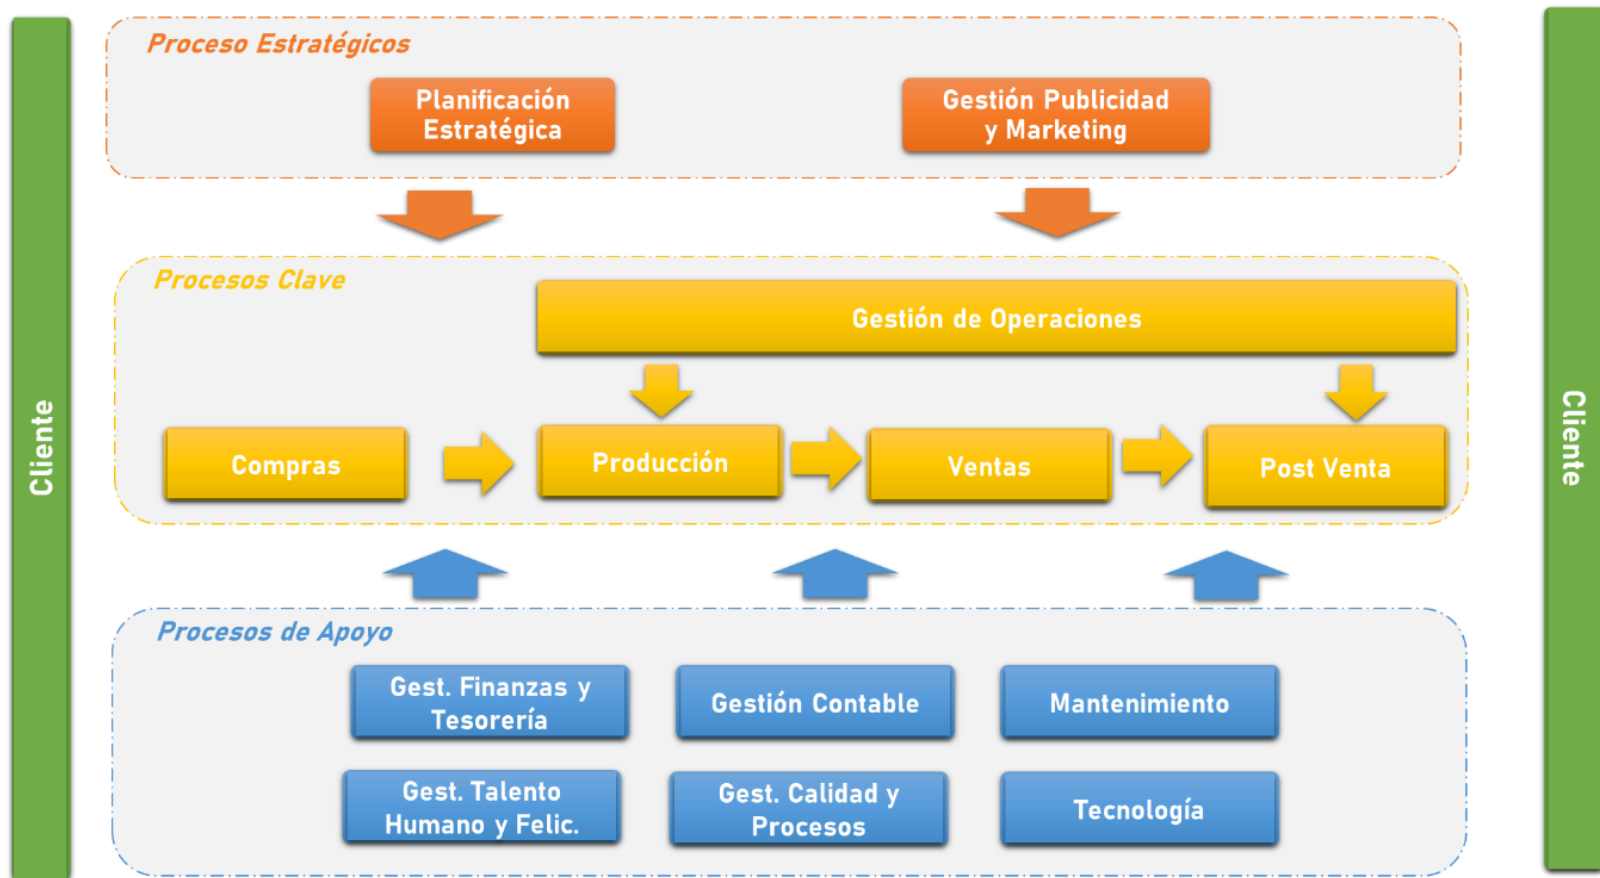 Proceso Estratégicos
Planificación
Estratégica
Gestión Publicidad
y Marketing
Procesos Clave
Gestión de Operaciones
Compras
Producción
Ventas
Post Venta
Procesos de Apoyo
Gest. Finanzas y
Tesorería
Gestión Contable
Mantenimiento
Gest. Talento
Humano y Felic.
Gest. Calidad y
Procesos
Tecnología
Cliente
Cliente